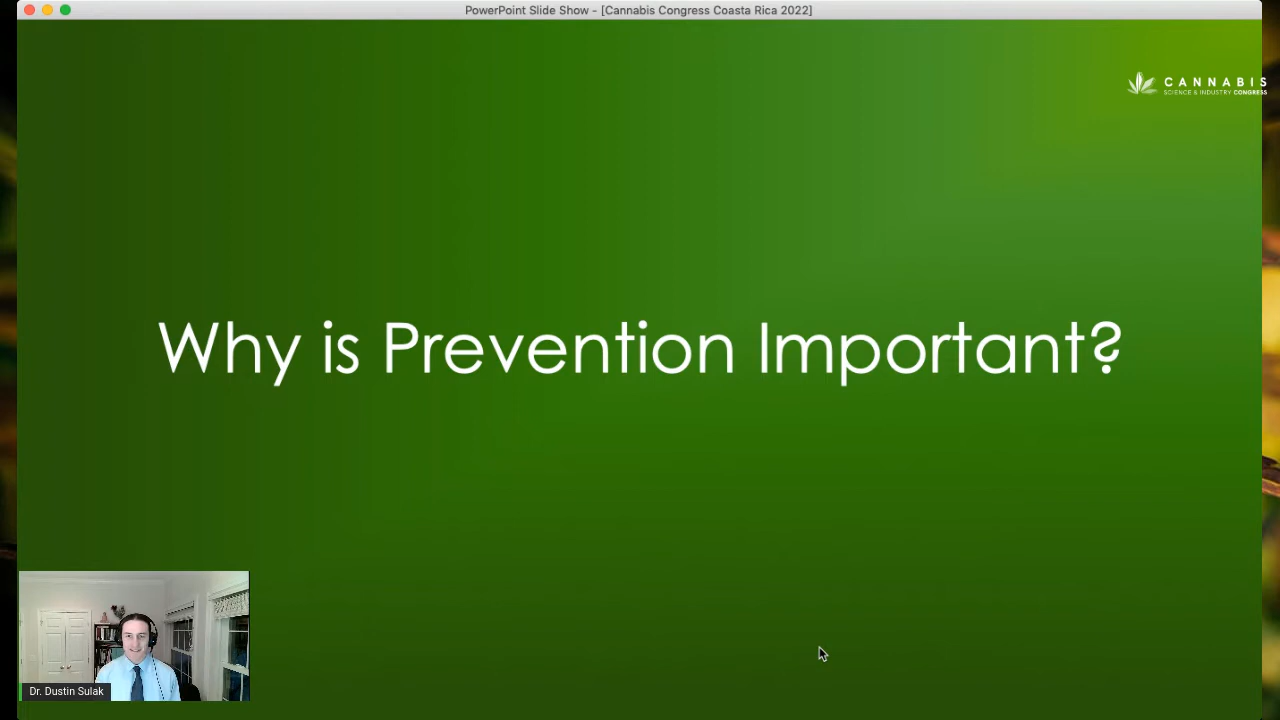 PowerPoint Slide Show - [Cannabis Congress Coasta Rica 2022]
CANNABIS
SCIENCE & INDUSTRY CONGRESS
Why is Prevention Important?
Dr. Dustin Sulak